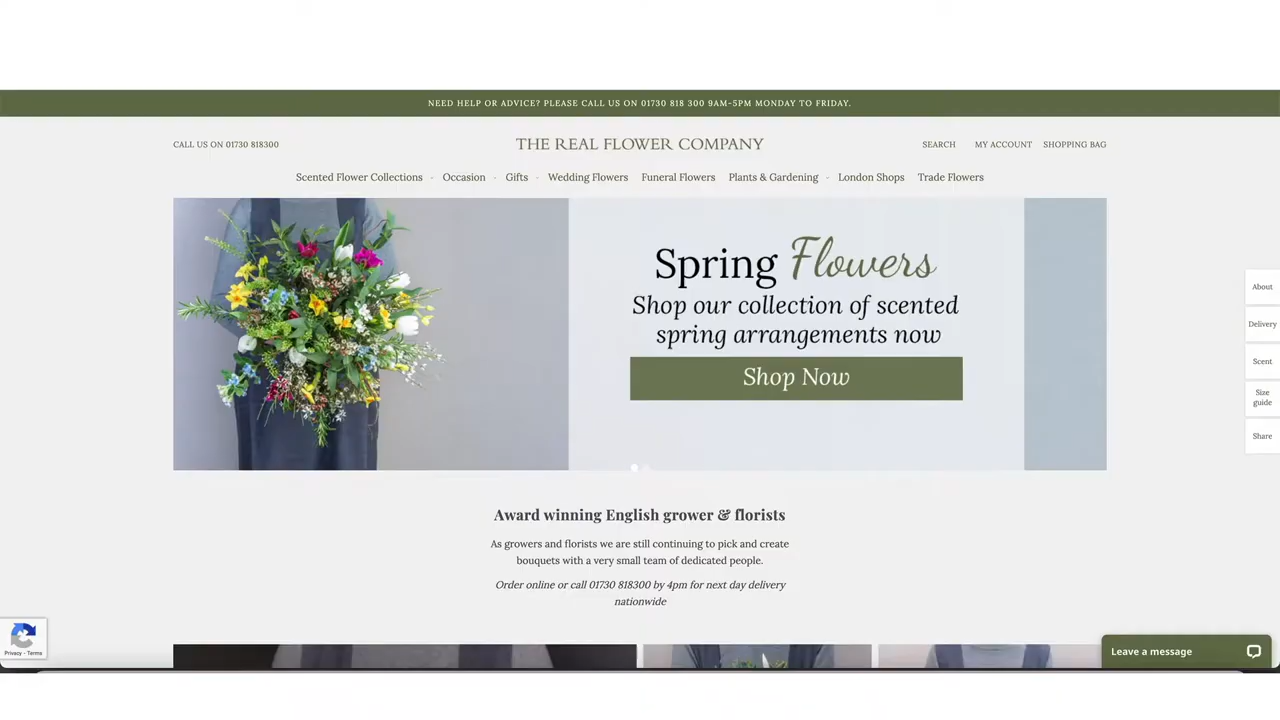 NEED HELP OR ADVICE? PLEASE CALL US ON 01730 818 300 9AM-5PM MONDAY TO FRIDAY.
CALL US ON 01730 818300
THE REAL FLOWER COMPANY
SEARCH
MY ACCOUNT
SHOPPING BAG
Scented Flower Collections
Occasion
Gifts
Wedding Flowers
Funeral Flowers
Plants & Gardening
London Shops
Trade Flowers
Spring Flowers
Shop our collection of scented
spring arrangements now
Shop Now
About
Delivery
Scent
Size
guide
Share
Award winning English grower & florists
As growers and florists we are still continuing to pick and create
bouquets with a very small team of dedicated people.
Order online or call 01730 818300 by 4pm for next day delivery
nationwide
Privacy - Terms
Leave a message